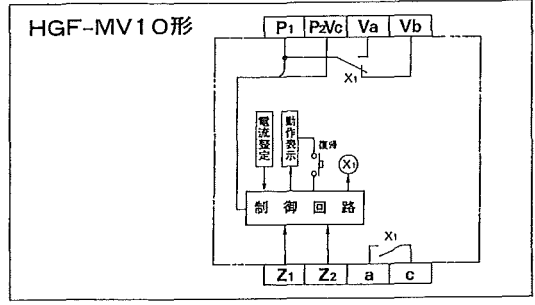 HGF-MV10形
P1 P2Vc Va Vb
X1
電流整定
動作表示
復帰
X1
制御回路
X1
Z1 Z2 a c